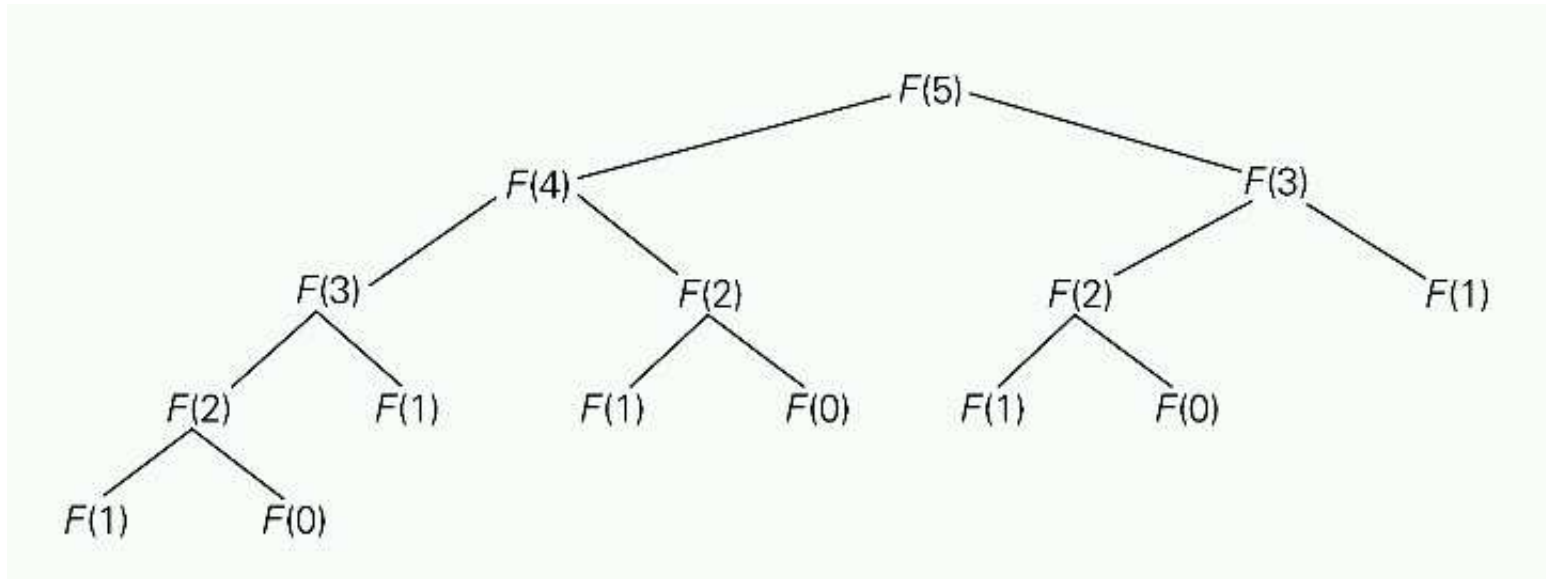 F(5)
F(4) F(3)
F(3) F(2) F(2) F(1)
F(2) F(1) F(1) F(0) F(1) F(0)
F(1) F(0)